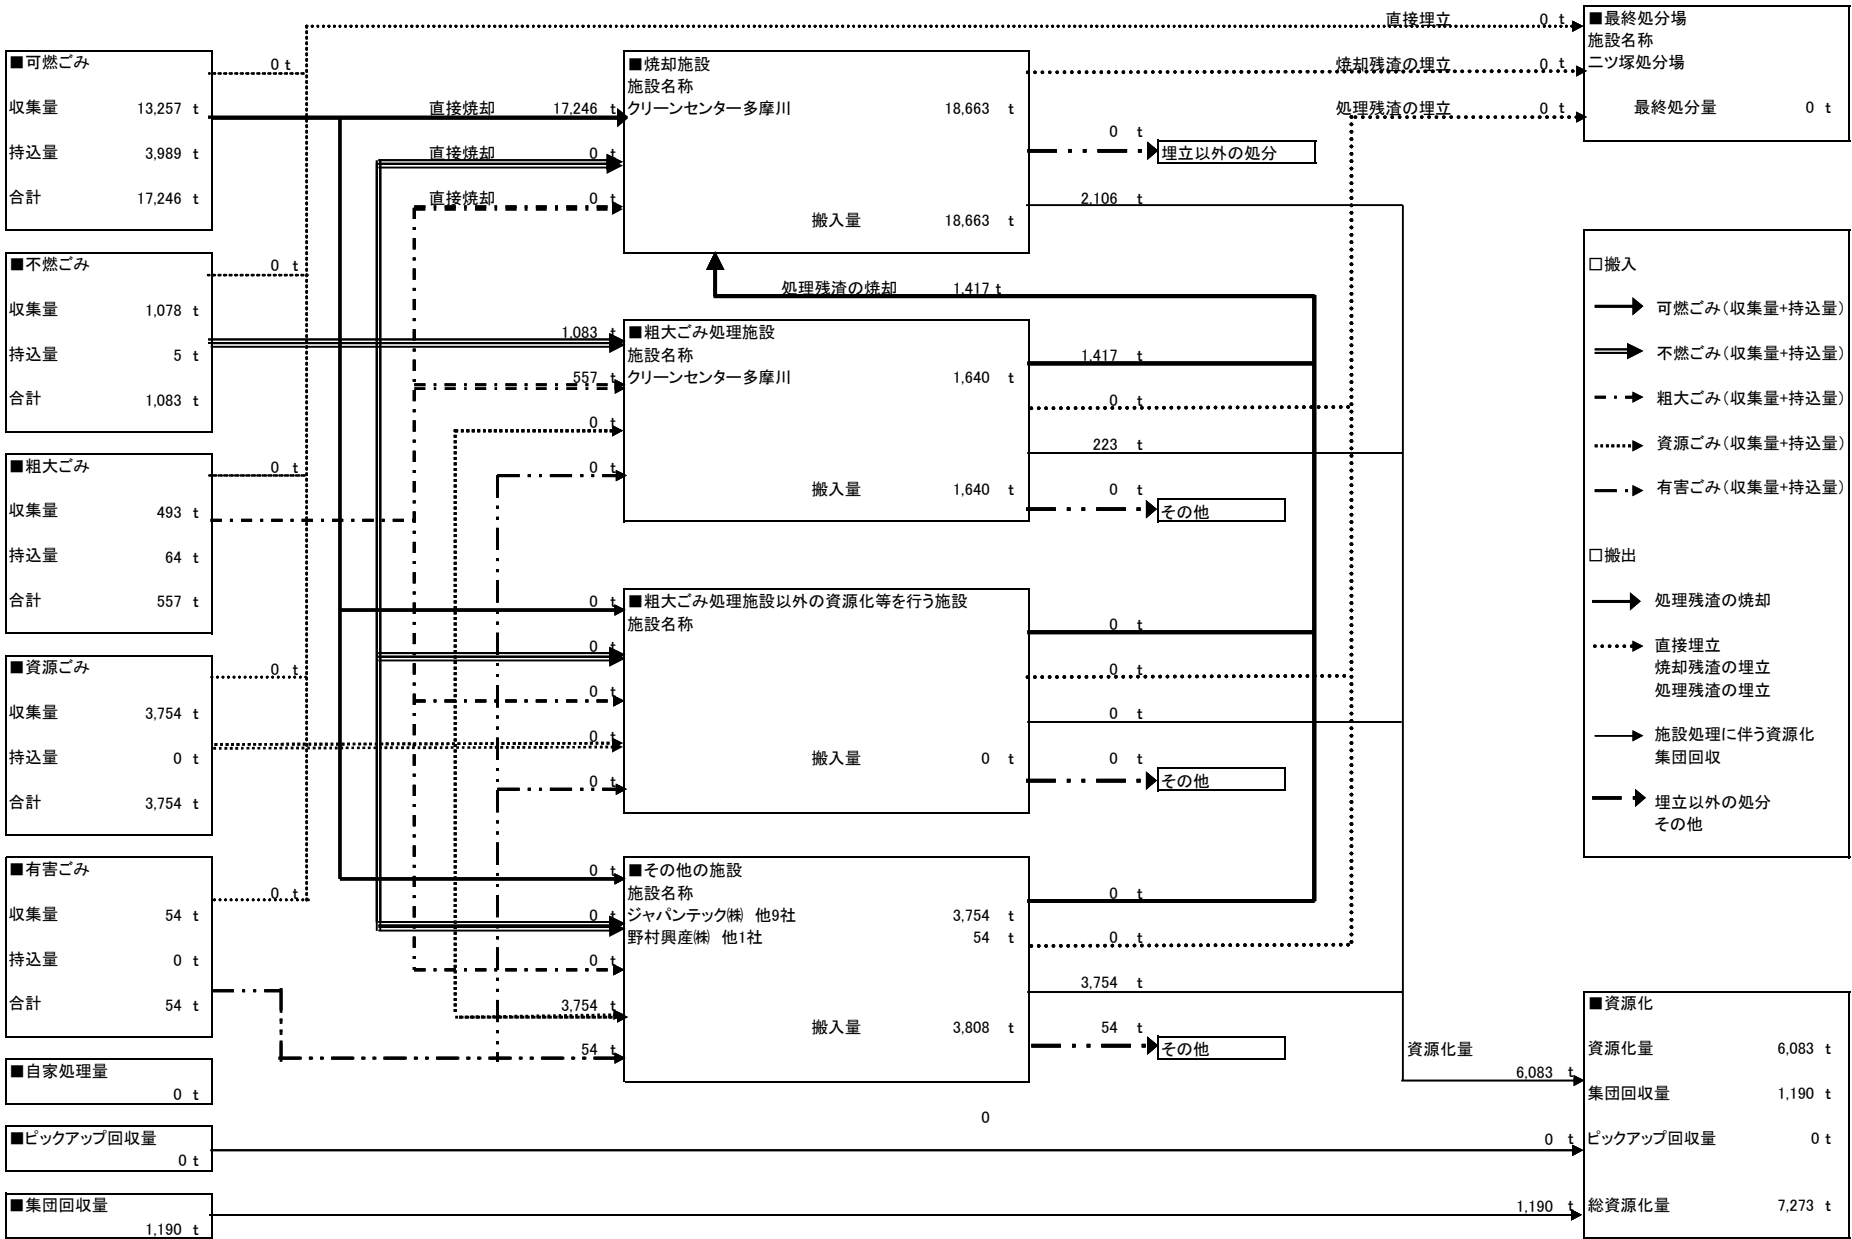 ■可燃ごみ
収集量 13,257 t
持込量 3,989 t
合計 17,246 t
■不燃ごみ
収集量 1,078 t
持込量 5 t
合計 1,083 t
■粗大ごみ
収集量 493 t
持込量 64 t
合計 557 t
■資源ごみ
収集量 3,754 t
持込量 0 t
合計 3,754 t
■有害ごみ
収集量 54 t
持込量 0 t
合計 54 t
■自家処理量
0 t
■ピックアップ回収量
0 t
■集団回収量
1,190 t
0 t
0 t
0 t
0 t
0 t
直接焼却 17,246 t
直接焼却 0 t
直接焼却 0 t
■焼却施設
施設名称
クリーンセンター多摩川 18,663 t
搬入量 18,663 t
0 t
埋立以外の処分
2,106 t
処理残渣の焼却 1,417 t
1,083 t
557 t
0 t
0 t
■粗大ごみ処理施設
施設名称
クリーンセンター多摩川 1,640 t
搬入量 1,640 t
1,417 t
0 t
223 t
0 t
その他
0 t
0 t
0 t
0 t
0 t
■粗大ごみ処理施設以外の資源化等を行う施設
施設名称
搬入量 0 t
0 t
0 t
0 t
0 t
その他
0 t
0 t
0 t
3,754 t
54 t
■その他の施設
施設名称
ジャパンテック㈱ 他9社 3,754 t
野村興産㈱ 他1社 54 t
搬入量 3,808 t
0 t
0 t
3,754 t
54 t
その他
0
直接埋立 0 t
焼却残渣の埋立 0 t
処理残渣の埋立 0 t
■最終処分場
施設名称
二ツ塚処分場
最終処分量 0 t
□搬入
可燃ごみ(収集量+持込量)
不燃ごみ(収集量+持込量)
粗大ごみ(収集量+持込量)
資源ごみ(収集量+持込量)
有害ごみ(収集量+持込量)
□搬出
処理残渣の焼却
直接埋立
焼却残渣の埋立
処理残渣の埋立
施設処理に伴う資源化
集団回収
埋立以外の処分
その他
資源化量
6,083 t
0 t
1,190 t
■資源化
資源化量 6,083 t
集団回収量 1,190 t
ピックアップ回収量 0 t
総資源化量 7,273 t